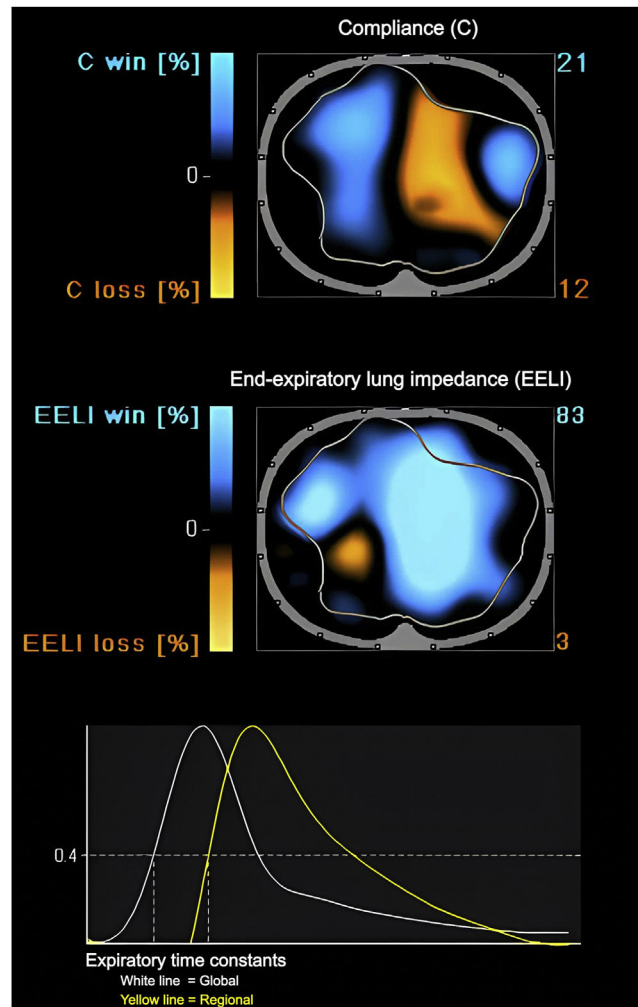 Compliance (C)
C win [%]
21
0
C loss [%]
12
End-expiratory lung impedance (EELI)
EELI win [%]
83
0
EELI loss [%]
3
0.4
Expiratory time constants
White line = Global
Yellow line = Regional